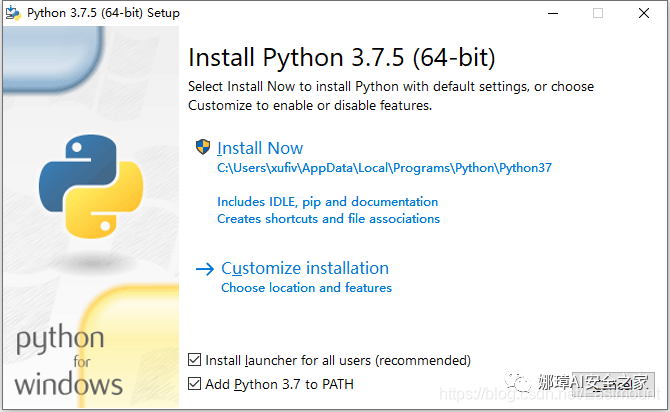 Python 3.7.5 (64-bit) Setup
Install Python 3.7.5 (64-bit)
Select Install Now to install Python with default settings, or choose
Customize to enable or disable features.
Install Now
C:\Users\xufiv\AppData\Local\Programs\Python\Python37
Includes IDLE, pip and documentation
Creates shortcuts and file associations
Customize installation
Choose location and features
python
for
windows
Install launcher for all users (recommended)
Add Python 3.7 to PATH
娜璋AI安全之家
Cancel
https://blog.csdn.net/Eastmount